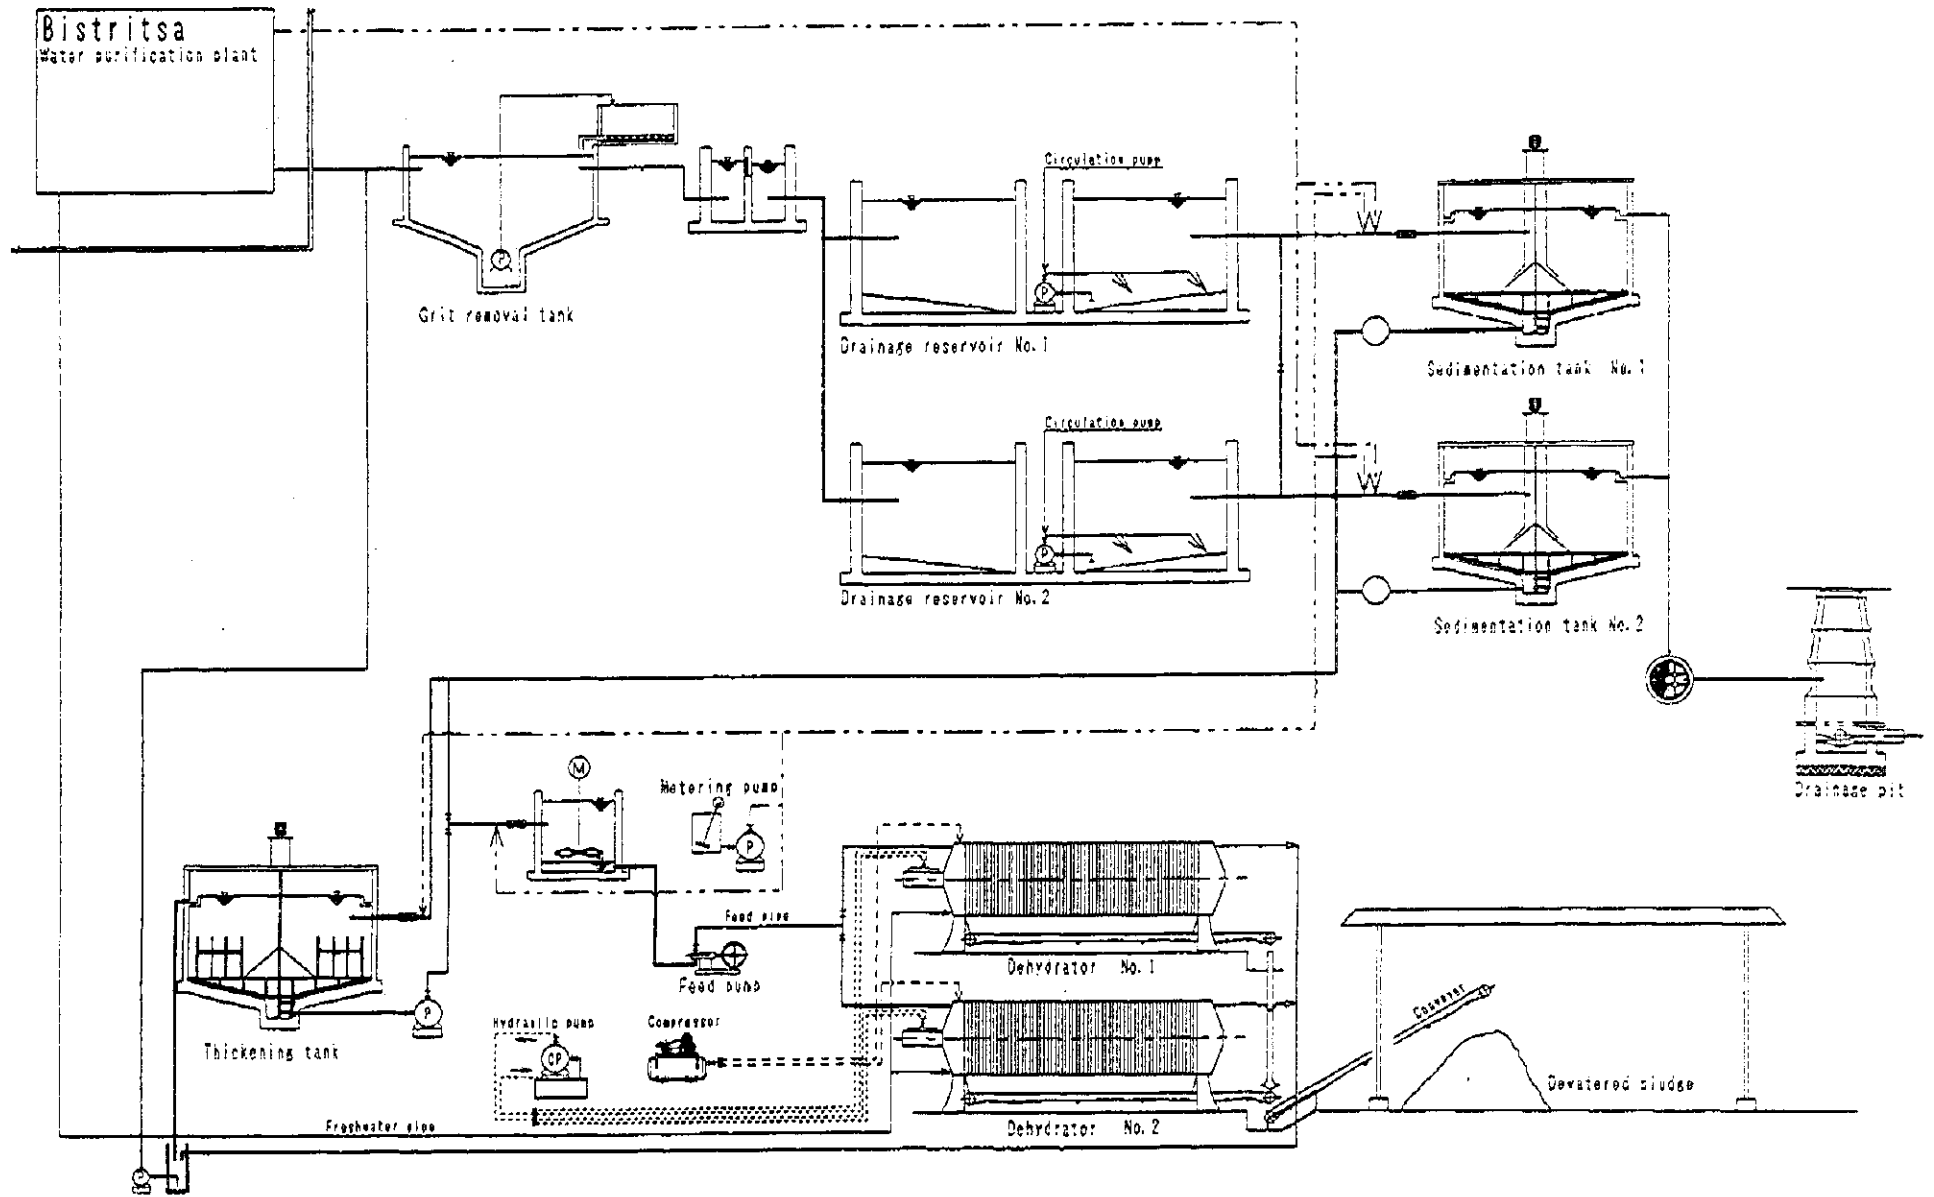 Bistritsa
Water purification plant
Circulation pump
P
Grit removal tank
P
Drainage reservoir No.1
Sedimentation tank No.1
Circulation pump
P
Drainage reservoir No.2
Sedimentation tank No.2
M
Metering pump
P
Drainage pit
Feed pipe
Feed pump
Dehydrator No.1
Conveyer
P
Hydraulic pump
Compressor
OP
Thickening tank
Dewatered sludge
Freshwater pipe
Dehydrator No.2
P